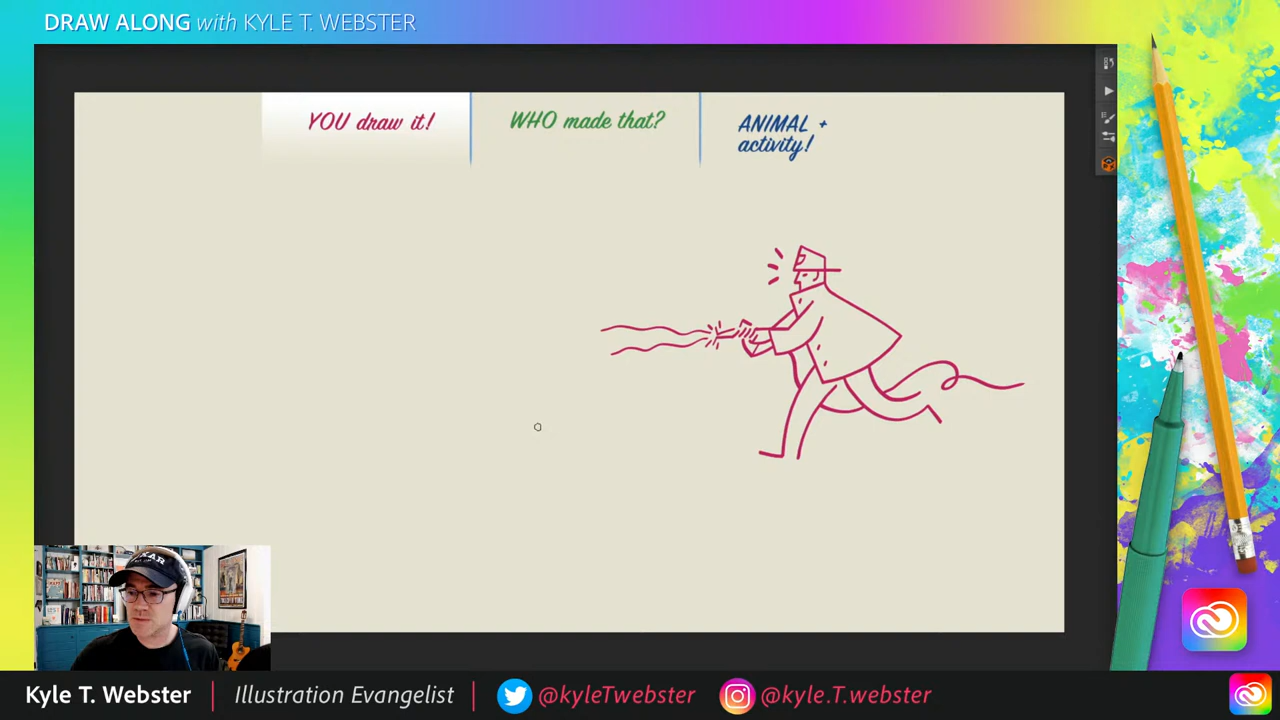 DRAW ALONG with KYLE T. WEBSTER
YOU draw it!
WHO made that?
ANIMAL +
activity!
Kyle T. Webster | Illustration Evangelist | @kyleTwebster @kyle.T.webster